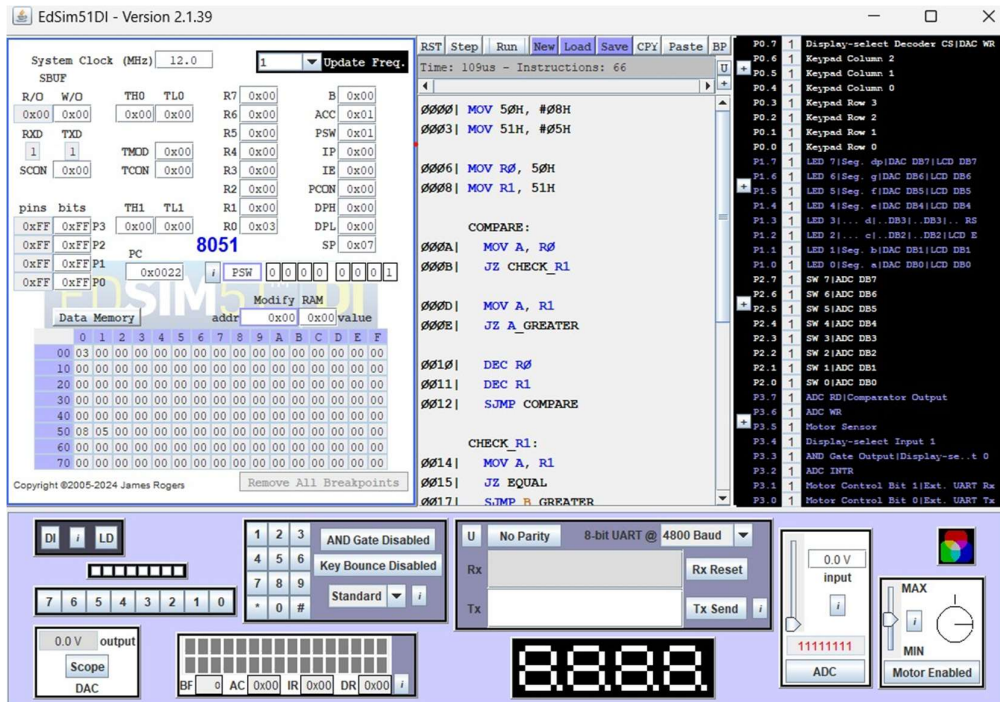 EdSim51DI - Version 2.1.39
System Clock (MHz) 12.0 1 Update Freq.
SBUF
R/O W/O TH0 TL0 R7 0x00 B 0x00
0x00 0x00 0x00 0x00 R6 0x00 ACC 0x01
RXD TXD R5 0x00 PSW 0x01
1 1 TMOD 0x00 R4 0x00 IP 0x00
SCON 0x00 TCON 0x00 R3 0x00 IE 0x00
R2 0x00 PCON 0x00
pins bits TH1 TL1 R1 0x00 DPH 0x00
0xFF 0xFF P3 0x00 0x00 R0 0x03 DPL 0x00
0xFF 0xFF P2 8051 SP 0x07
0xFF 0xFF P1 PC
0xFF 0xFF P0 0x0022 i PSW 0 0 0 0 0 0 0 1
EDSIM51DI
Modify RAM
Data Memory addr 0x00 0x00 value
0 1 2 3 4 5 6 7 8 9 A B C D E F
00 03 00 00 00 00 00 00 00 00 00 00 00 00 00 00 00
10 00 00 00 00 00 00 00 00 00 00 00 00 00 00 00 00
20 00 00 00 00 00 00 00 00 00 00 00 00 00 00 00 00
30 00 00 00 00 00 00 00 00 00 00 00 00 00 00 00 00
40 00 00 00 00 00 00 00 00 00 00 00 00 00 00 00 00
50 08 05 00 00 00 00 00 00 00 00 00 00 00 00 00 00
60 00 00 00 00 00 00 00 00 00 00 00 00 00 00 00 00
70 00 00 00 00 00 00 00 00 00 00 00 00 00 00 00 00
Copyright ©2005-2024 James Rogers Remove All Breakpoints
RST Step Run New Load Save CPY Paste BP
Time: 109us - Instructions: 66 U
+
0000| MOV 50H, #08H
0003| MOV 51H, #05H
0006| MOV R0, 50H
0008| MOV R1, 51H
COMPARE:
000A| MOV A, R0
000B| JZ CHECK_R1
000D| MOV A, R1
000E| JZ A_GREATER
0010| DEC R0
0011| DEC R1
0012| SJMP COMPARE
CHECK_R1:
0014| MOV A, R1
0015| JZ EQUAL
0017| SJMP B_GREATER
P0.7 1 Display-select Decoder CS|DAC WR
P0.6 1 Keypad Column 2
+ P0.5 1 Keypad Column 1
P0.4 1 Keypad Column 0
P0.3 1 Keypad Row 3
P0.2 1 Keypad Row 2
P0.1 1 Keypad Row 1
P0.0 1 Keypad Row 0
P1.7 1 LED 7|Seg. dp|DAC DB7|LCD DB7
P1.6 1 LED 6|Seg. g|DAC DB6|LCD DB6
+ P1.5 1 LED 5|Seg. f|DAC DB5|LCD DB5
P1.4 1 LED 4|Seg. e|DAC DB4|LCD DB4
P1.3 1 LED 3|... d|..DB3|..DB3|.. RS
P1.2 1 LED 2|... c|..DB2|..DB2|LCD E
P1.1 1 LED 1|Seg. b|DAC DB1|LCD DB1
P1.0 1 LED 0|Seg. a|DAC DB0|LCD DB0
P2.7 1 SW 7|ADC DB7
P2.6 1 SW 6|ADC DB6
+ P2.5 1 SW 5|ADC DB5
P2.4 1 SW 4|ADC DB4
P2.3 1 SW 3|ADC DB3
P2.2 1 SW 2|ADC DB2
P2.1 1 SW 1|ADC DB1
P2.0 1 SW 0|ADC DB0
P3.7 1 ADC RD|Comparator Output
P3.6 1 ADC WR
+ P3.5 1 Motor Sensor
P3.4 1 Display-select Input 1
P3.3 1 AND Gate Output|Display-se..t 0
P3.2 1 ADC INTR
P3.1 1 Motor Control Bit 1|Ext. UART Rx
P3.0 1 Motor Control Bit 0|Ext. UART Tx
DI i LD
7 6 5 4 3 2 1 0
0.0 V output
Scope
DAC
1 2 3 AND Gate Disabled
4 5 6 Key Bounce Disabled
7 8 9
* 0 # Standard i
BF 0 AC 0x00 IR 0x00 DR 0x00 i
U No Parity 8-bit UART @ 4800 Baud
Rx Rx Reset
Tx Tx Send i
8.8.8.8.
0.0 V
input
i
11111111
ADC
MAX
i
MIN
Motor Enabled